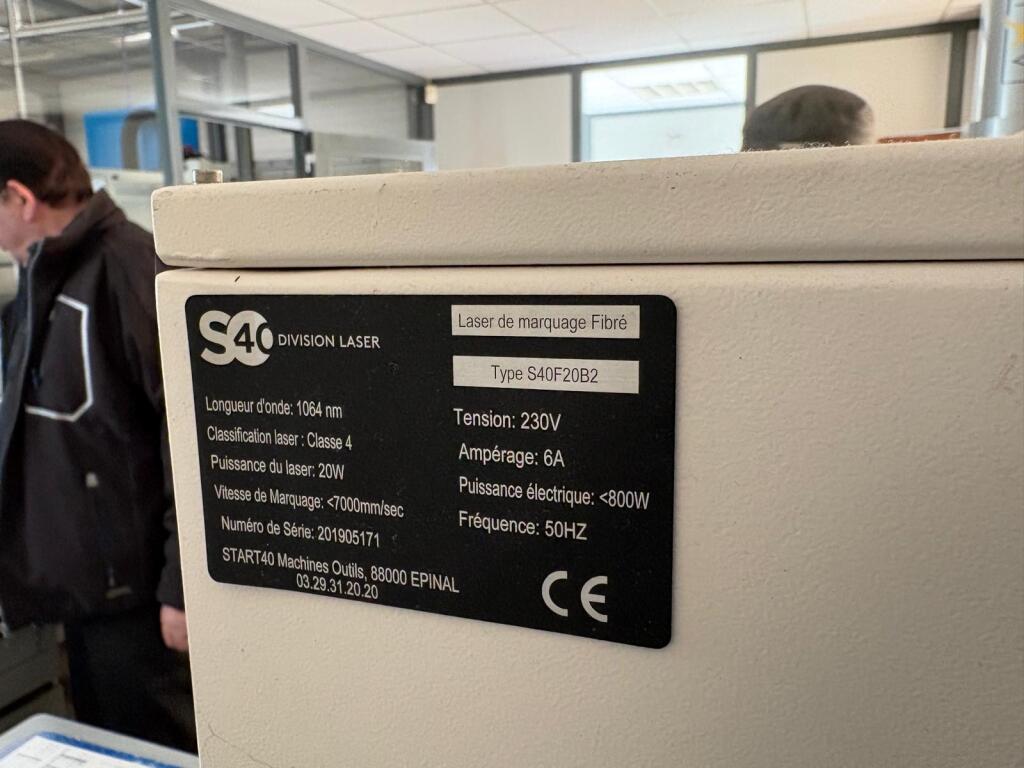 S40 DIVISION LASER
Laser de marquage Fibré
Type S40F20B2
Longueur d'onde: 1064 nm
Classification laser : Classe 4
Puissance du laser: 20W
Vitesse de Marquage: <7000mm/sec
Numéro de Série: 201905171
Tension: 230V
Ampérage: 6A
Puissance électrique: <800W
Fréquence: 50HZ
START40 Machines Outils, 88000 EPINAL
03.29.31.20.20
CE